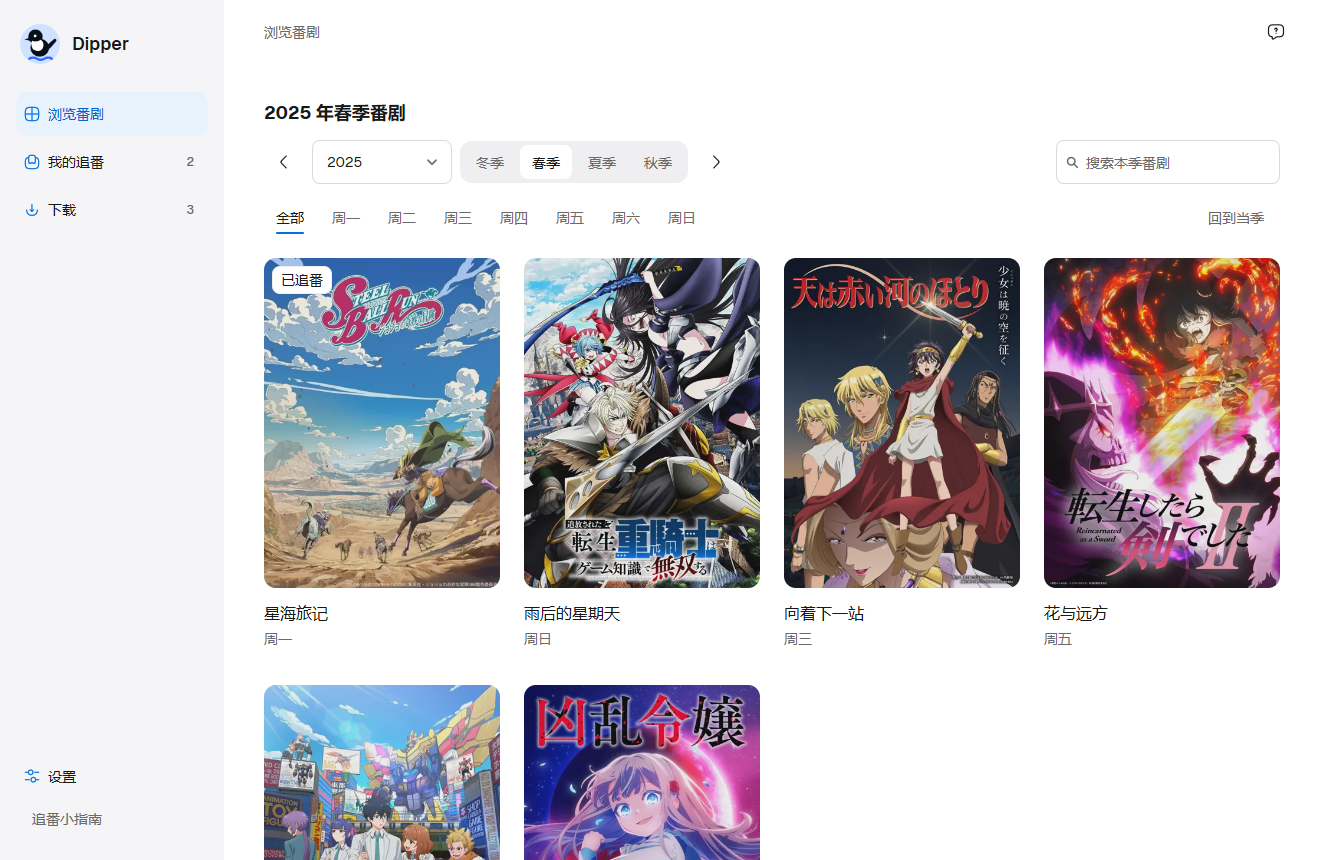 Dipper
浏览番剧
我的追番 2
下载 3
设置
追番小指南
浏览番剧
2025 年春季番剧
2025
冬季 春季 夏季 秋季
搜索本季番剧
全部 周一 周二 周三 周四 周五 周六 周日
回到当季
已追番
STEEL
BALL RUN
追放された
転生重騎士は
ゲーム知識で無双する
天は赤い河のほとり
少女は暁の空を征く
転生したら
剣でした II
Reincarnated
as a Sword
星海旅记
周一
雨后的星期天
周日
向着下一站
周三
花与远方
周五
凶乱令嬢